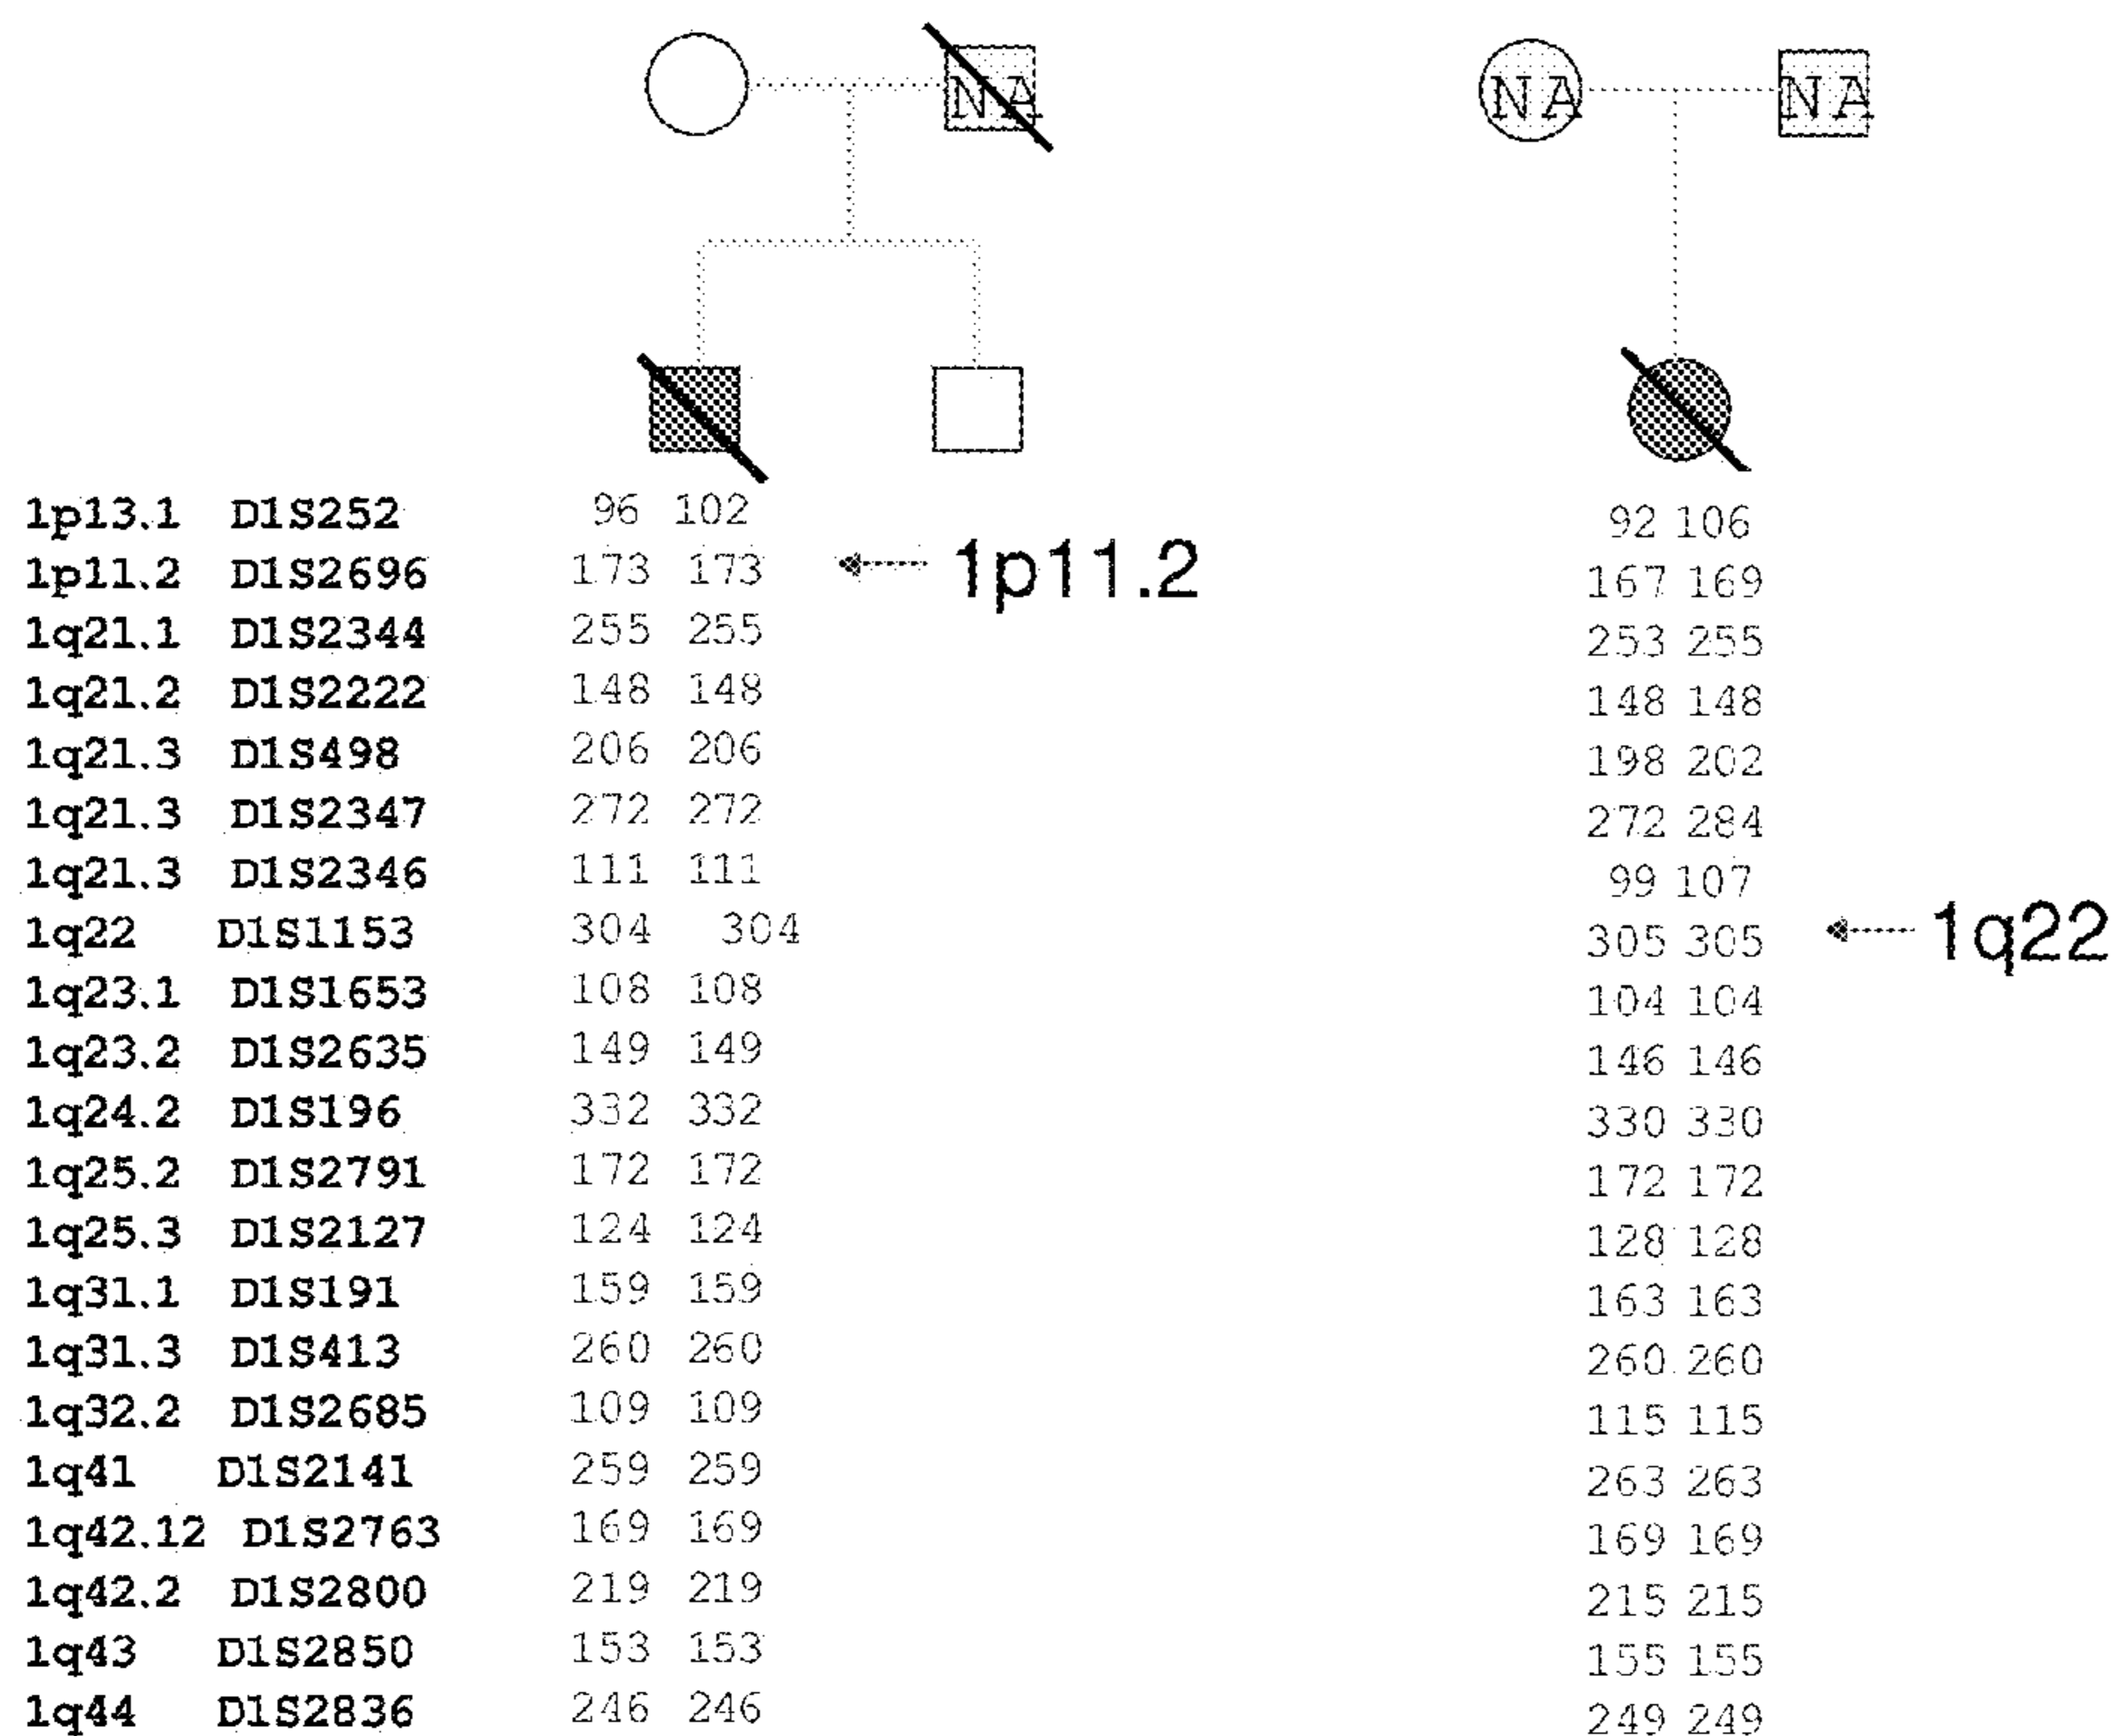 NA NA NA
1p13.1 D1S252 96 102 92 106
1p11.2 D1S2696 173 173 1p11.2 167 169
1q21.1 D1S2344 255 255 253 255
1q21.2 D1S2222 148 148 148 148
1q21.3 D1S498 206 206 198 202
1q21.3 D1S2347 272 272 272 284
1q21.3 D1S2346 111 111 99 107
1q22 D1S1153 304 304 305 305 1q22
1q23.1 D1S1653 108 108 104 104
1q23.2 D1S2635 149 149 146 146
1q24.2 D1S196 332 332 330 330
1q25.2 D1S2791 172 172 172 172
1q25.3 D1S2127 124 124 128 128
1q31.1 D1S191 159 159 163 163
1q31.3 D1S413 260 260 260 260
1q32.2 D1S2685 109 109 115 115
1q41 D1S2141 259 259 263 263
1q42.12 D1S2763 169 169 169 169
1q42.2 D1S2800 219 219 215 215
1q43 D1S2850 153 153 155 155
1q44 D1S2836 246 246 249 249